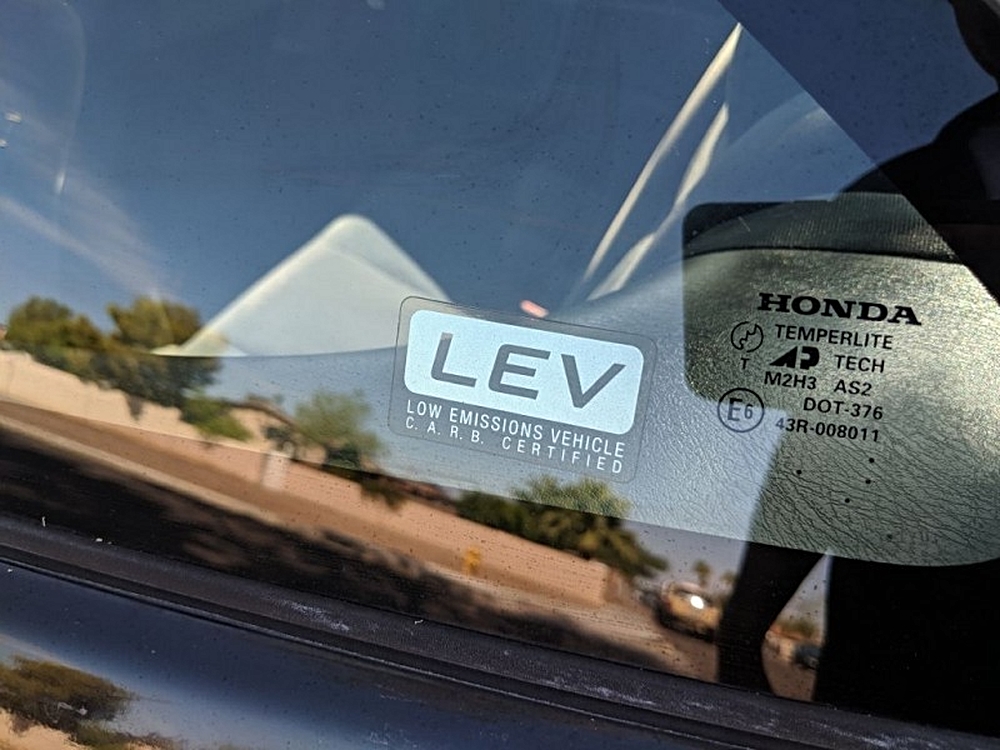 LEV
LOW EMISSIONS VEHICLE
C. A. R. B. CERTIFIED
HONDA
TEMPERLITE
T
AP TECH
M2H3 AS2
DOT-376
E6
43R-008011